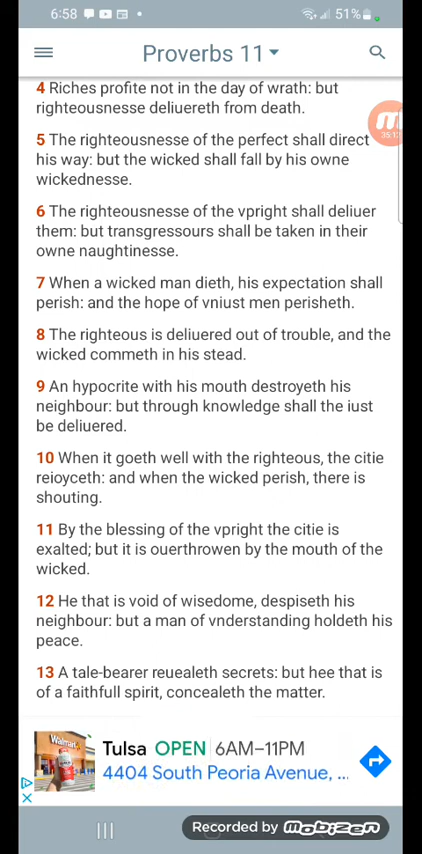 6:58
51%
Proverbs 11
4 Riches profite not in the day of wrath: but
righteousnesse deliuereth from death.
5 The righteousnesse of the perfect shall direct
his way: but the wicked shall fall by his owne
wickednesse.
6 The righteousnesse of the vpright shall deliuer
them: but transgressours shall be taken in their
owne naughtinesse.
7 When a wicked man dieth, his expectation shall
perish: and the hope of vniust men perisheth.
8 The righteous is deliuered out of trouble, and the
wicked commeth in his stead.
9 An hypocrite with his mouth destroyeth his
neighbour: but through knowledge shall the iust
be deliuered.
10 When it goeth well with the righteous, the citie
reioyceth: and when the wicked perish, there is
shouting.
11 By the blessing of the vpright the citie is
exalted; but it is ouerthrowen by the mouth of the
wicked.
12 He that is void of wisedome, despiseth his
neighbour: but a man of vnderstanding holdeth his
peace.
13 A tale-bearer reuealeth secrets: but hee that is
of a faithfull spirit, concealeth the matter.
Walmart
Tulsa OPEN 6AM–11PM
4404 South Peoria Avenue, ...
Recorded by Mobizen